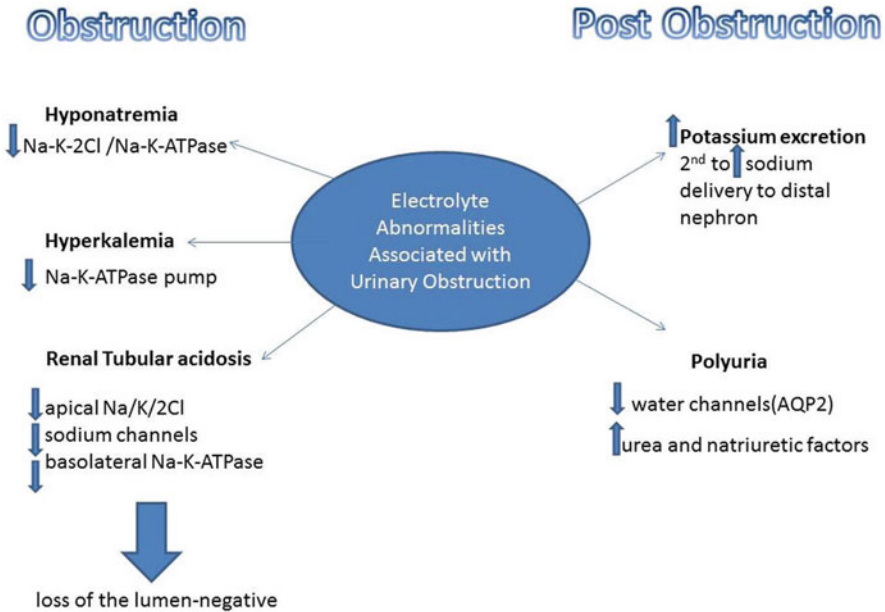 Obstruction
Post Obstruction
Hyponatremia
Na-K-2Cl /Na-K-ATPase
Hyperkalemia
Na-K-ATPase pump
Renal Tubular acidosis
apical Na/K/2Cl
sodium channels
basolateral Na-K-ATPase
loss of the lumen-negative
Electrolyte
Abnormalities
Associated with
Urinary Obstruction
Potassium excretion
2nd to sodium
delivery to distal
nephron
Polyuria
water channels(AQP2)
urea and natriuretic factors